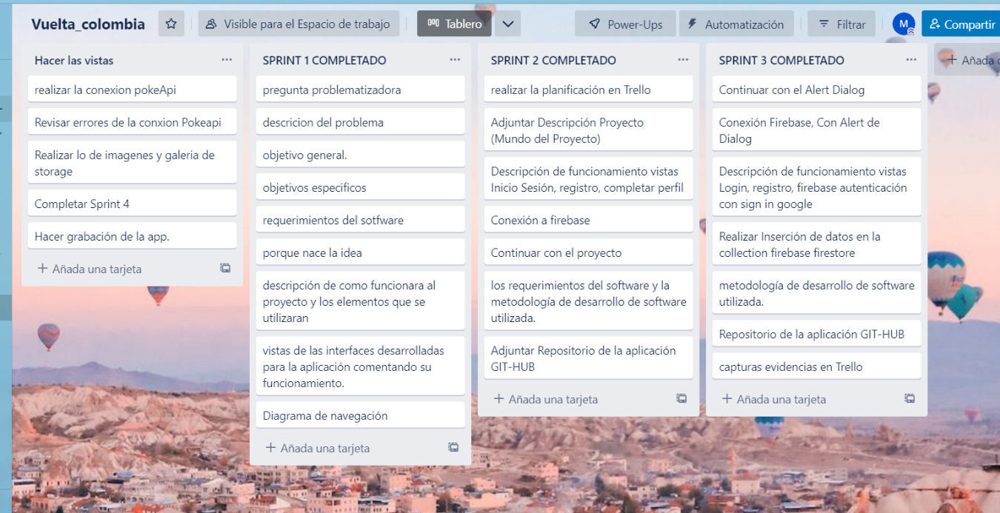 Vuelta_colombia
Visible para el Espacio de trabajo
Tablero
Power-Ups
Automatización
Filtrar
M
Compartir
Hacer las vistas
realizar la conexion pokeApi
Revisar errores de la conxion Pokeapi
Realizar lo de imagenes y galeria de
storage
Completar Sprint 4
Hacer grabación de la app.
Añada una tarjeta
SPRINT 1 COMPLETADO
pregunta problematizadora
descricion del problema
objetivo general.
objetivos especificos
requerimientos del sotfware
porque nace la idea
descripción de como funcionara al
proyecto y los elementos que se
utilizaran
vistas de las interfaces desarrolladas
para la aplicación comentando su
funcionamiento.
Diagrama de navegación
Añada una tarjeta
SPRINT 2 COMPLETADO
realizar la planificación en Trello
Adjuntar Descripción Proyecto
(Mundo del Proyecto)
Descripción de funcionamiento vistas
Inicio Sesión, registro, completar perfil
Conexión a firebase
Continuar con el proyecto
los requerimientos del software y la
metodología de desarrollo de software
utilizada.
Adjuntar Repositorio de la aplicación
GIT-HUB
Añada una tarjeta
SPRINT 3 COMPLETADO
Continuar con el Alert Dialog
Conexión Firebase, Con Alert de
Dialog
Descripción de funcionamiento vistas
Login, registro, firebase autenticación
con sign in google
Realizar Inserción de datos en la
collection firebase firestore
metodología de desarrollo de software
utilizada.
Repositorio de la aplicación GIT-HUB
capturas evidencias en Trello
Añada una tarjeta
Añada